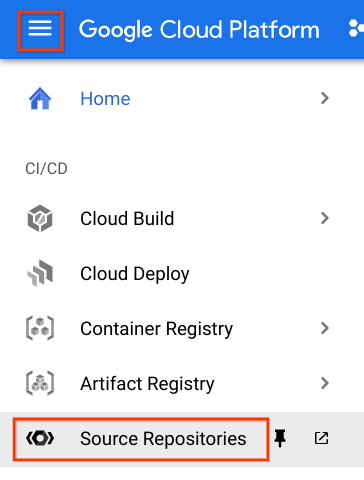 Google Cloud Platform
Home
CI/CD
Cloud Build
Cloud Deploy
Container Registry
Artifact Registry
Source Repositories